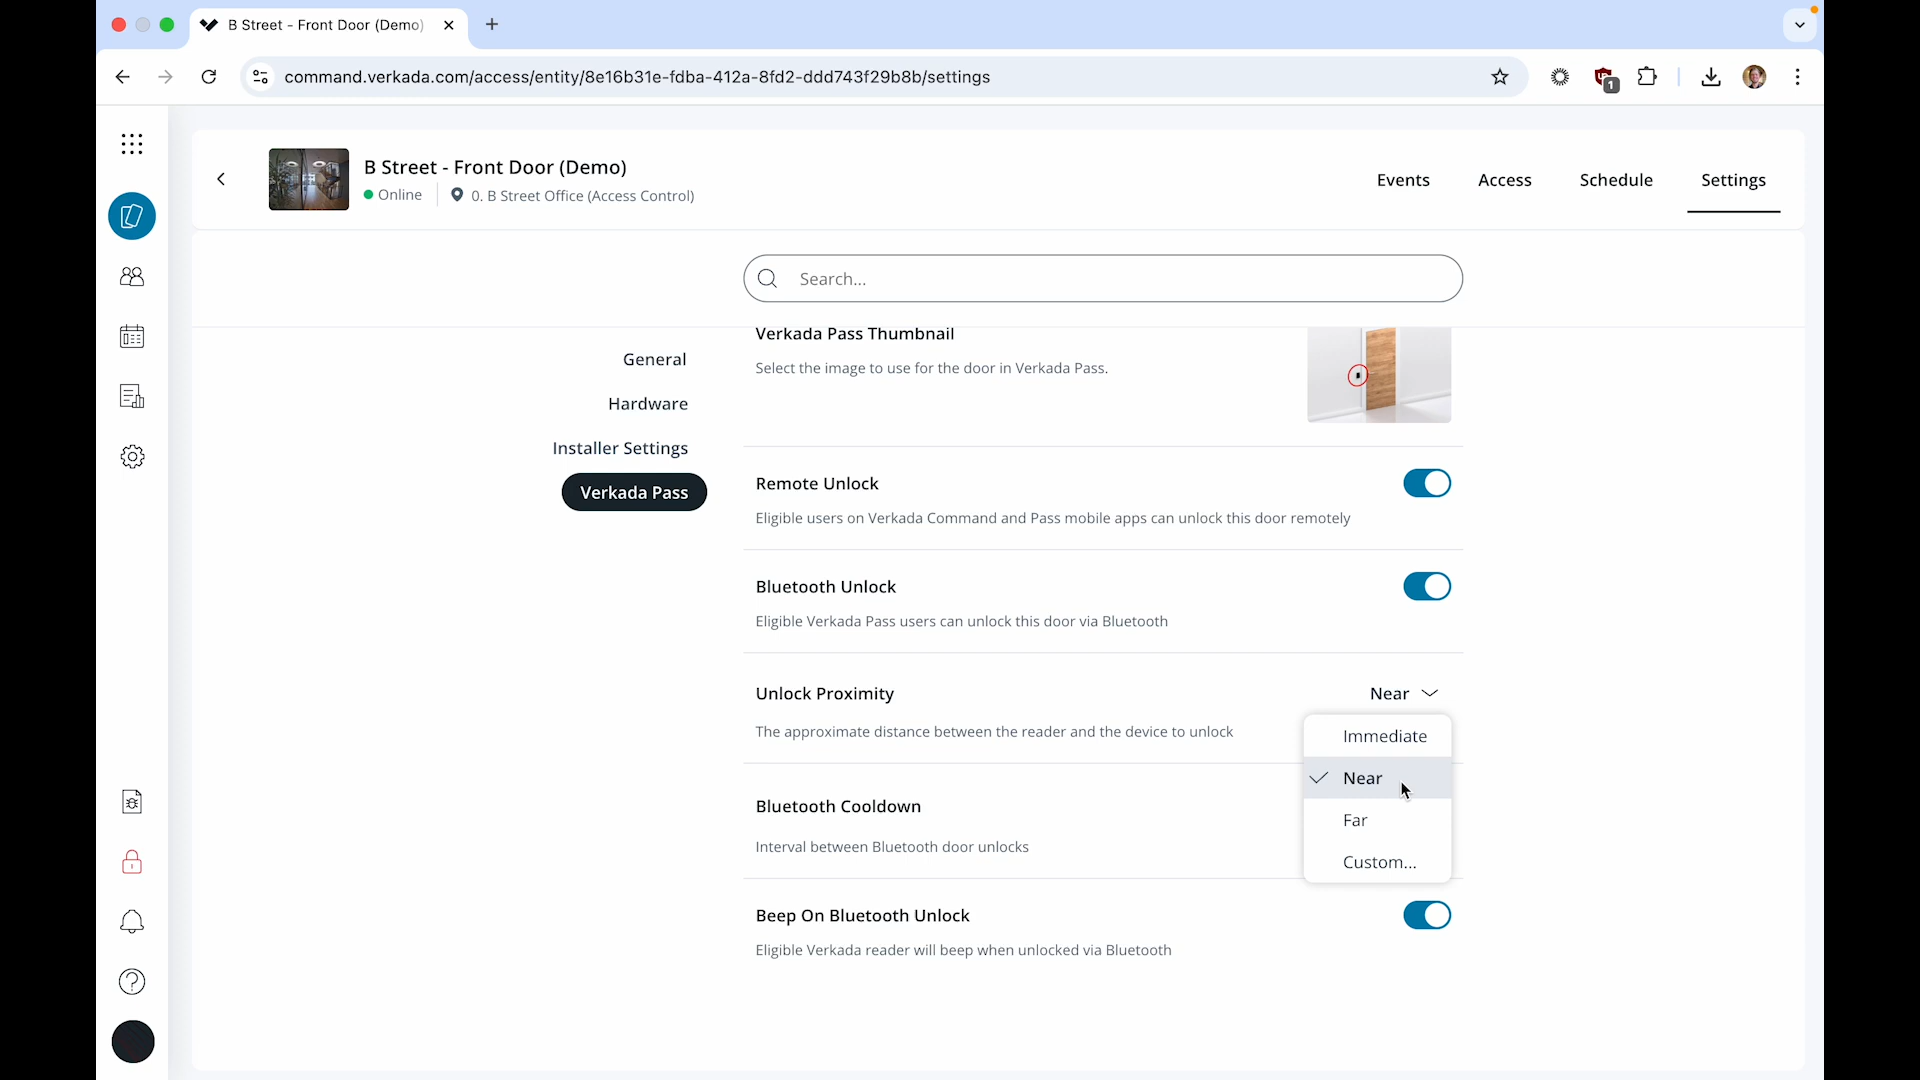 B Street - Front Door (Demo)
command.verkada.com/access/entity/8e16b31e-fdba-412a-8fd2-ddd743f29b8b/settings
1
B Street - Front Door (Demo)
Online
0. B Street Office (Access Control)
Events
Access
Schedule
Settings
Search...
General
Hardware
Installer Settings
Verkada Pass
Verkada Pass Thumbnail
Select the image to use for the door in Verkada Pass.
Remote Unlock
Eligible users on Verkada Command and Pass mobile apps can unlock this door remotely
Bluetooth Unlock
Eligible Verkada Pass users can unlock this door via Bluetooth
Unlock Proximity
Near
The approximate distance between the reader and the device to unlock
Immediate
Near
Far
Custom...
Bluetooth Cooldown
Interval between Bluetooth door unlocks
Beep On Bluetooth Unlock
Eligible Verkada reader will beep when unlocked via Bluetooth